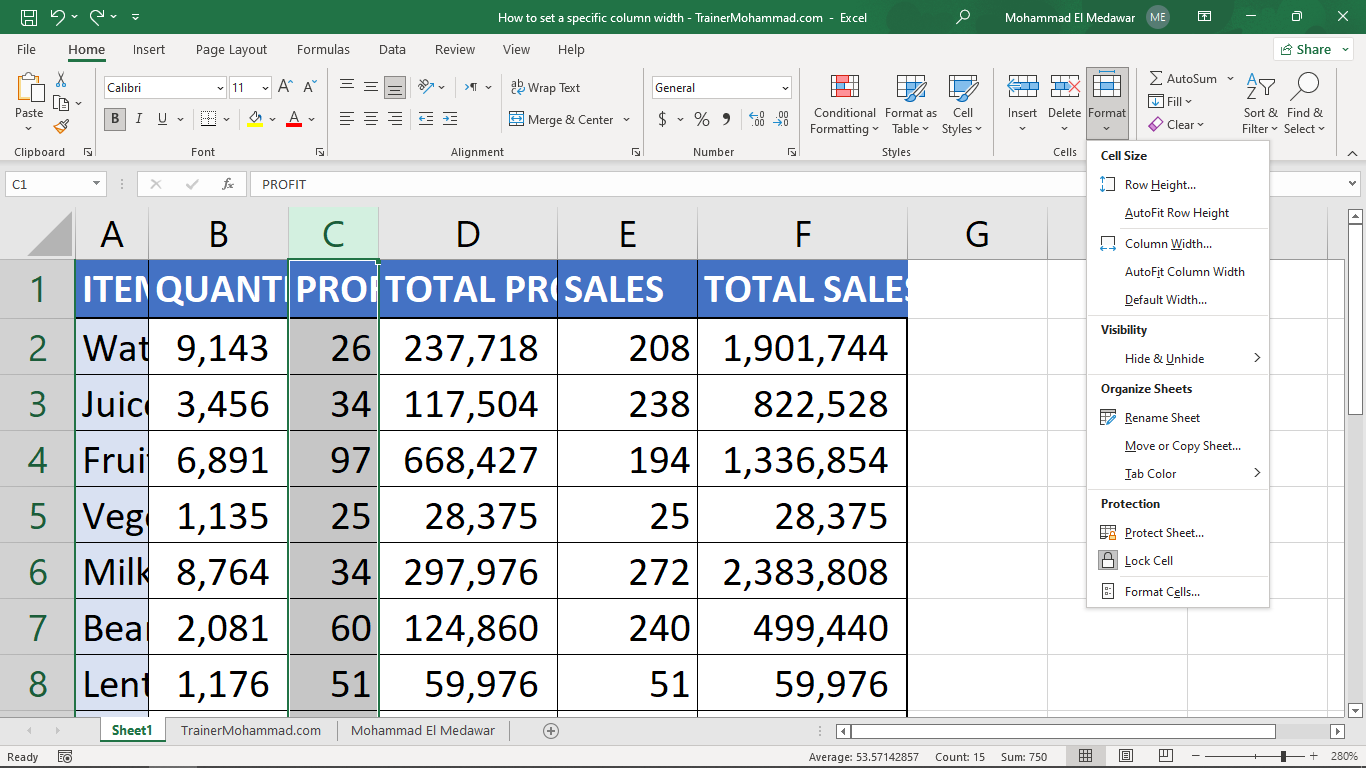 How to set a specific column width - TrainerMohammad.com - Excel
Mohammad El Medawar ME
File Home Insert Page Layout Formulas Data Review View Help Share
Paste
Clipboard
Calibri 11
B I U A
Font
ab Wrap Text
Merge & Center
Alignment
General
$ % 9
Number
Conditional Formatting
Format as Table
Cell Styles
Styles
Insert Delete Format
Cells
AutoSum
Fill
Clear
Sort & Filter
Find & Select
C1 fx PROFIT
Cell Size
Row Height...
AutoFit Row Height
Column Width...
AutoFit Column Width
Default Width...
Visibility
Hide & Unhide
Organize Sheets
Rename Sheet
Move or Copy Sheet...
Tab Color
Protection
Protect Sheet...
Lock Cell
Format Cells...
A B C D E F G
1 ITEM QUANTI PROF TOTAL PRO SALES TOTAL SALES
2 Wat 9,143 26 237,718 208 1,901,744
3 Juice 3,456 34 117,504 238 822,528
4 Fruit 6,891 97 668,427 194 1,336,854
5 Vege 1,135 25 28,375 25 28,375
6 Milk 8,764 34 297,976 272 2,383,808
7 Bear 2,081 60 124,860 240 499,440
8 Lent 1,176 51 59,976 51 59,976
Sheet1 TrainerMohammad.com Mohammad El Medawar
Ready Average: 53.57142857 Count: 15 Sum: 750 280%